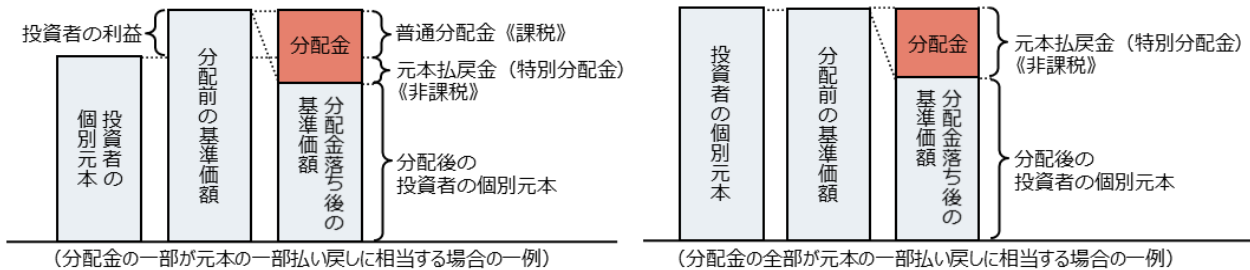 投資者の利益
投資者の
個別元本
分配前の基準価額
分配金
分配金落ち後の
基準価額
普通分配金《課税》
元本払戻金（特別分配金）
《非課税》
分配後の
投資者の個別元本
（分配金の一部が元本の一部払い戻しに相当する場合の一例）
投資者の個別元本
分配前の基準価額
分配金
分配金落ち後の
基準価額
元本払戻金（特別分配金）
《非課税》
分配後の
投資者の個別元本
（分配金の全部が元本の一部払い戻しに相当する場合の一例）